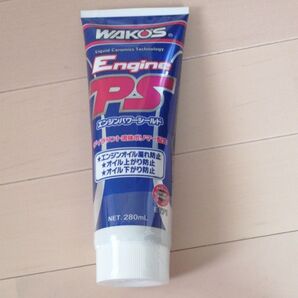 WAKO'S®
Liquid Ceramics Technology
Engine
PS
エンジンパワーシールド
★エンジンオイル漏れ防止
★オイル上がり防止
★オイル下がり防止
NET. 280mL